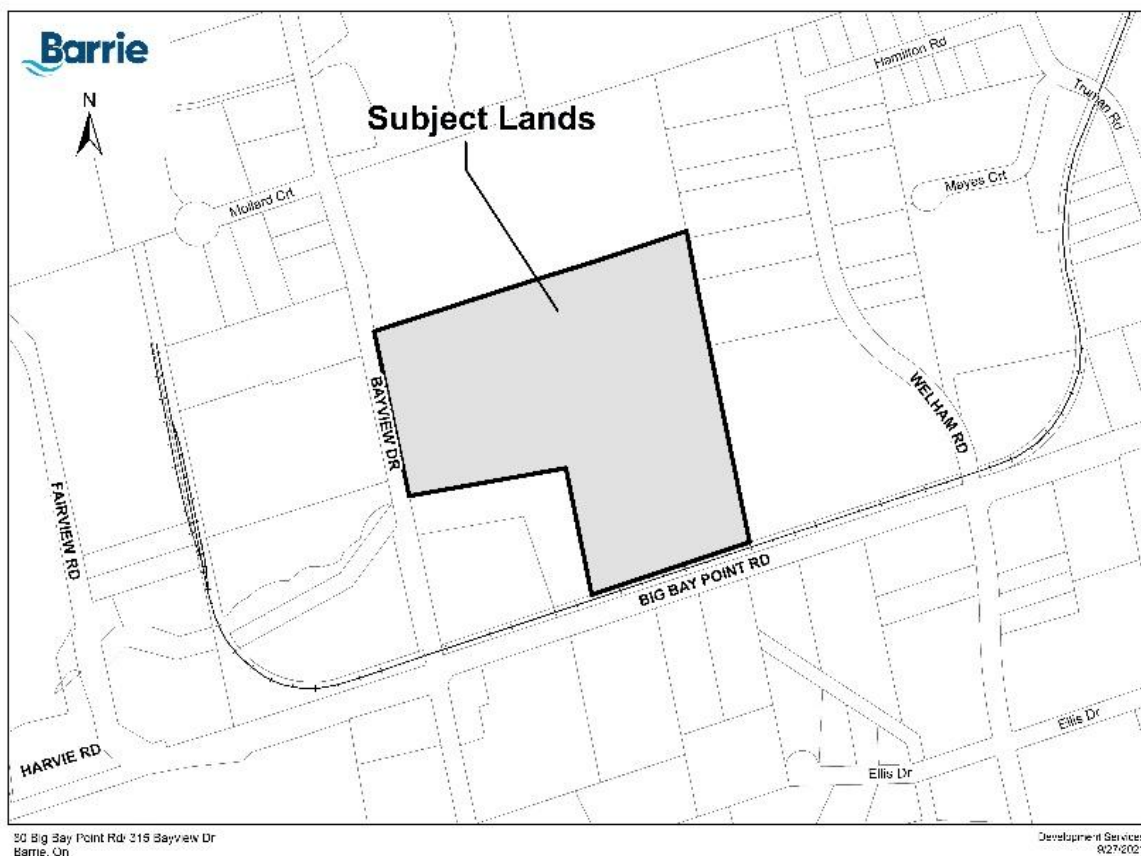 Barrie
N
Subject Lands
Hamilton Rd
Truman Rd
Mollard Crt
Mayes Crt
BAYVIEW DR
WELHAM RD
FAIRVIEW RD
BIG BAY POINT RD
HARVIE RD
Ellis Dr
Ellis Dr
80 Big Bay Point Rd/ 315 Bayview Dr
Barrie, On
Development Services